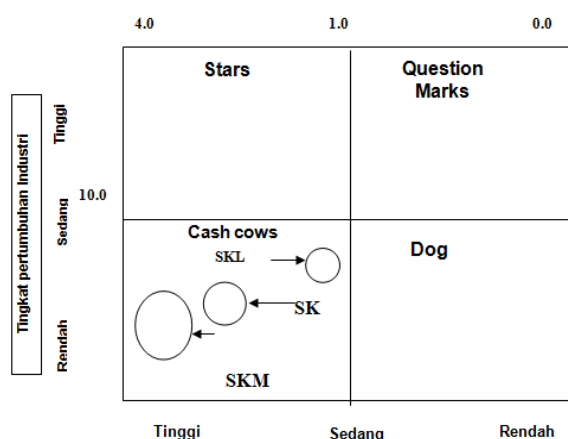 4.0 1.0 0.0
Stars
Question
Marks
Tingkat pertumbuhan Industri
Tinggi
10.0
Sedang
Cash cows
Dog
SKL
SK
Rendah
SKM
Tinggi Sedang Rendah